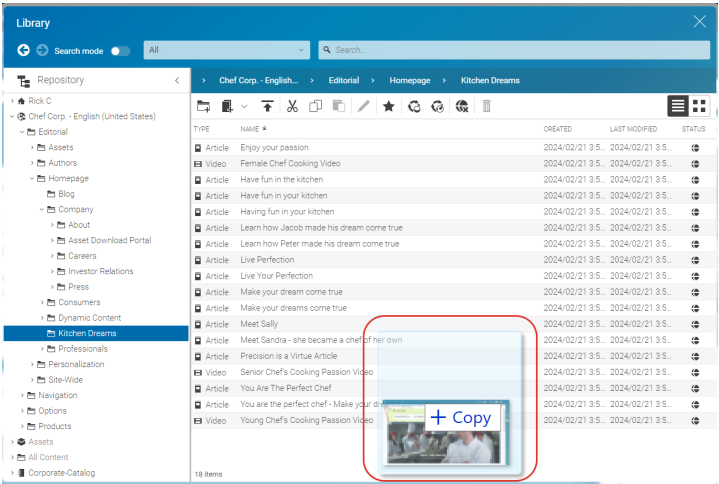 Library
Search mode All Search...
Repository
Chef Corp. - English... Editorial Homepage Kitchen Dreams
Rick C
Chef Corp. - English (United States)
Editorial
Assets
Authors
Homepage
Blog
Company
About
Asset Download Portal
Careers
Investor Relations
Press
Consumers
Dynamic Content
Kitchen Dreams
Professionals
Personalization
Site-Wide
Navigation
Options
Products
Assets
All Content
Corporate-Catalog
TYPE NAME CREATED LAST MODIFIED STATUS
Article Enjoy your passion 2024/02/21 3:5... 2024/02/21 3:5...
Video Female Chef Cooking Video 2024/02/21 3:5... 2024/02/21 3:5...
Article Have fun in the kitchen 2024/02/21 3:5... 2024/02/21 3:5...
Article Have fun in your kitchen 2024/02/21 3:5... 2024/02/21 3:5...
Article Having fun in your kitchen 2024/02/21 3:5... 2024/02/21 3:5...
Article Learn how Jacob made his dream come true 2024/02/21 3:5... 2024/02/21 3:5...
Article Learn how Peter made his dream come true 2024/02/21 3:5... 2024/02/21 3:5...
Article Live Perfection 2024/02/21 3:5... 2024/02/21 3:5...
Article Live Your Perfection 2024/02/21 3:5... 2024/02/21 3:5...
Article Make your dream come true 2024/02/21 3:5... 2024/02/21 3:5...
Article Make your dreams come true 2024/02/21 3:5... 2024/02/21 3:5...
Article Meet Sally 2024/02/21 3:5... 2024/02/21 3:5...
Article Meet Sandra - she became a chef of her own 2024/02/21 3:5... 2024/02/21 3:5...
Article Precision is a Virtue Article 2024/02/21 3:5... 2024/02/21 3:5...
Video Senior Chef's Cooking Passion Video 2024/02/21 3:5... 2024/02/21 3:5...
Article You Are The Perfect Chef 2024/02/21 3:5... 2024/02/21 3:5...
Article You are the perfect chef - Make your 2024/02/21 3:5... 2024/02/21 3:5...
Video Young Chef's Cooking Passion Video 2024/02/21 3:5... 2024/02/21 3:5...
+ Copy
18 items